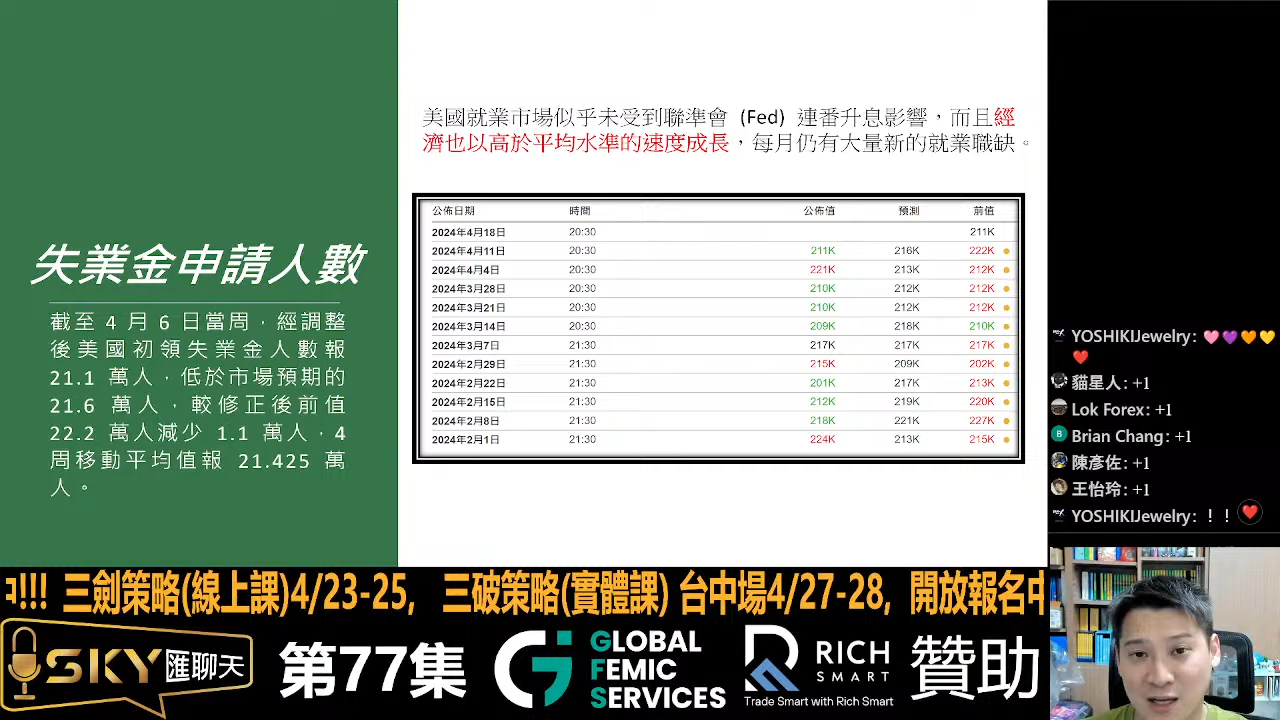 美國就業市場似乎未受到聯準會 (Fed) 連番升息影響，而且經
濟也以高於平均水準的速度成長，每月仍有大量新的就業職缺。
失業金申請人數
截至 4 月 6 日當周，經調整
後美國初領失業金人數報
21.1 萬人，低於市場預期的
21.6 萬人，較修正後前值
22.2 萬人減少 1.1 萬人，4
周移動平均值報 21.425 萬
人。
公佈日期 時間 公佈值 預測 前值
2024年4月18日 20:30 211K
2024年4月11日 20:30 211K 216K 222K
2024年4月4日 20:30 221K 213K 212K
2024年3月28日 20:30 210K 212K 212K
2024年3月21日 20:30 210K 212K 212K
2024年3月14日 20:30 209K 218K 210K
2024年3月7日 21:30 217K 217K 217K
2024年2月29日 21:30 215K 209K 202K
2024年2月22日 21:30 201K 217K 213K
2024年2月15日 21:30 212K 219K 220K
2024年2月8日 21:30 218K 221K 227K
2024年2月1日 21:30 224K 213K 215K
YOSHIKIJewelry: 🩷💜🧡💛
❤️
貓星人: +1
Lok Forex: +1
B Brian Chang: +1
陳彥佐: +1
王怡玲: +1
YOSHIKIJewelry: ！！❤️
!!! 三劍策略(線上課)4/23-25, 三破策略(實體課) 台中場4/27-28, 開放報名中
SKY匯聊天
第77集
GLOBAL
FEMIC
SERVICES
RICH
SMART
Trade Smart with Rich Smart
贊助